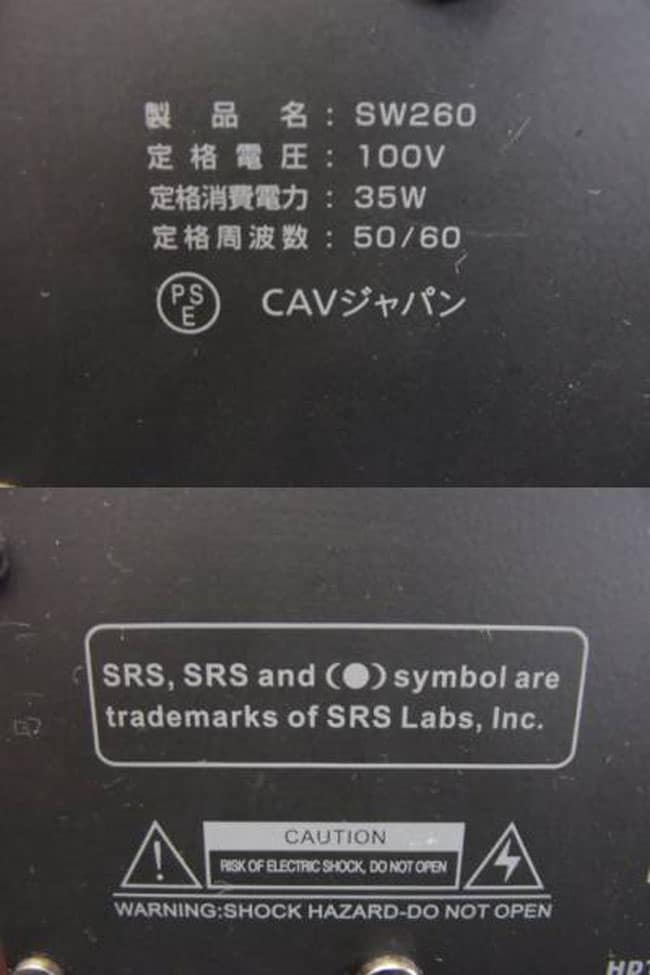 製品名：SW260
定格電圧：100V
定格消費電力：35W
定格周波数：50/60
PSE CAVジャパン
SRS, SRS and (●) symbol are
trademarks of SRS Labs, Inc.
CAUTION
RISK OF ELECTRIC SHOCK, DO NOT OPEN
WARNING:SHOCK HAZARD-DO NOT OPEN